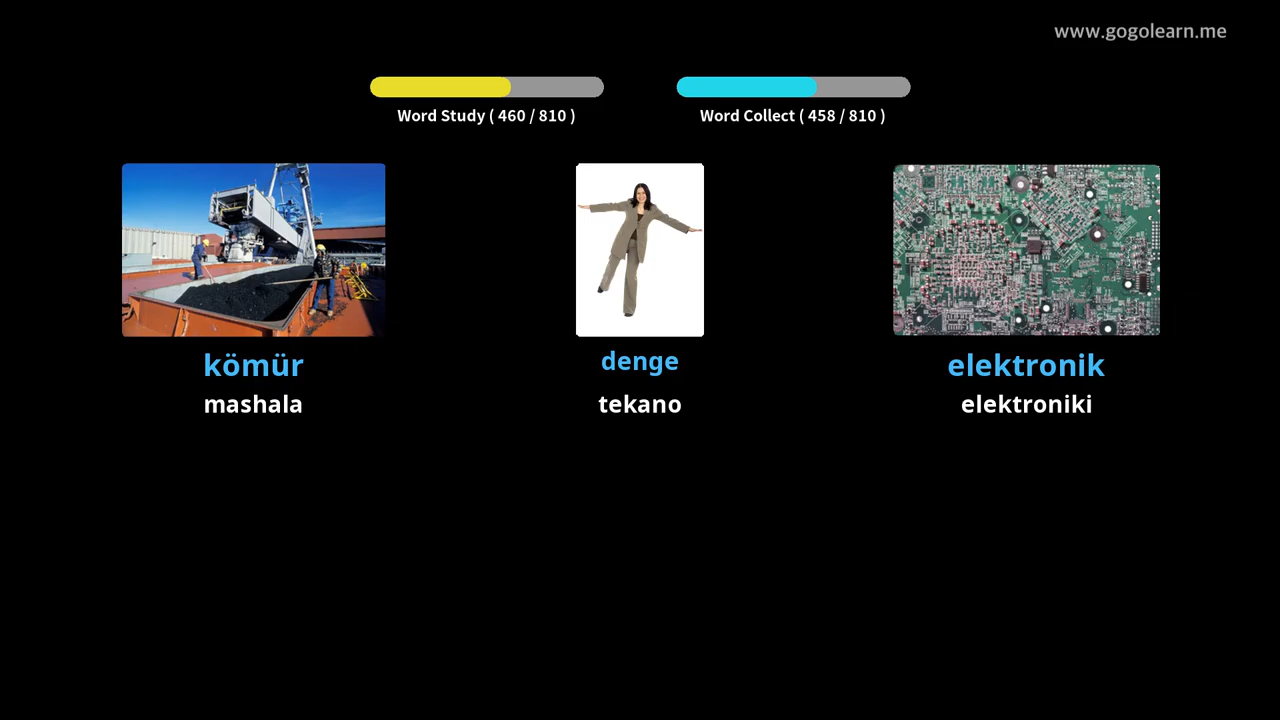 www.gogolearn.me
Word Study ( 460 / 810 )
Word Collect ( 458 / 810 )
kömür
mashala
denge
tekano
elektronik
elektroniki